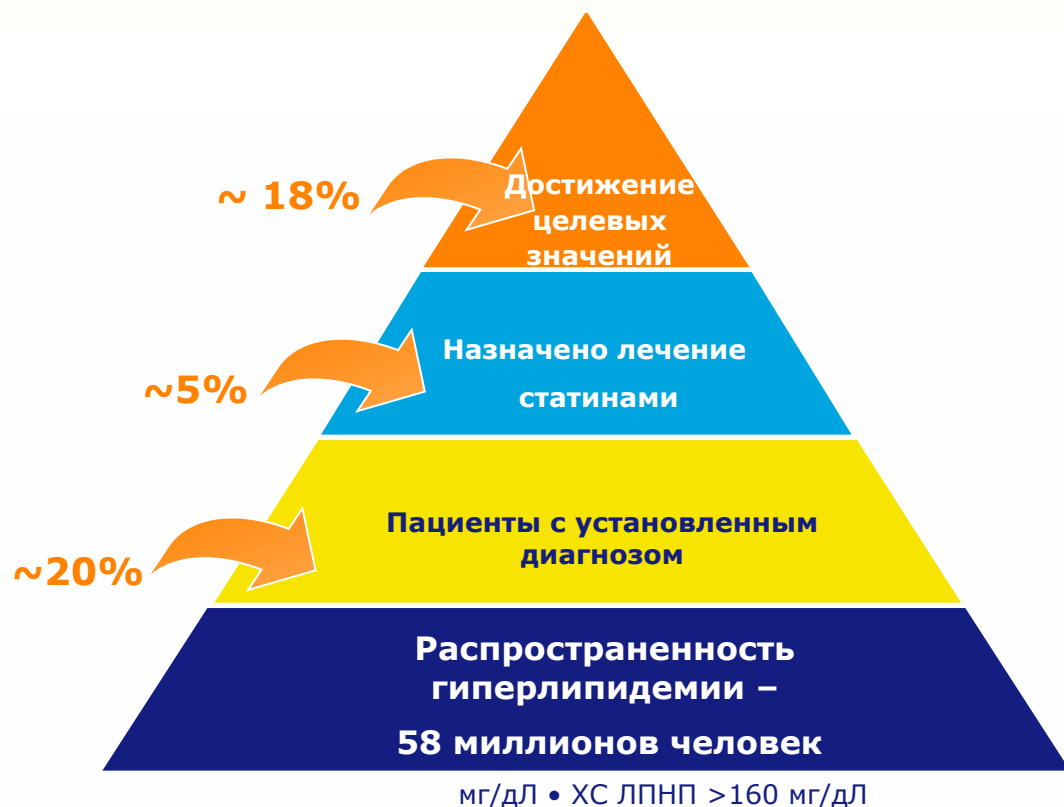 ~ 18%
Достижение
целевых
значений
~5%
Назначено лечение
статинами
~20%
Пациенты с установленным
диагнозом
Распространенность
гиперлипидемии –
58 миллионов человек
мг/дЛ • ХС ЛПНП >160 мг/дЛ